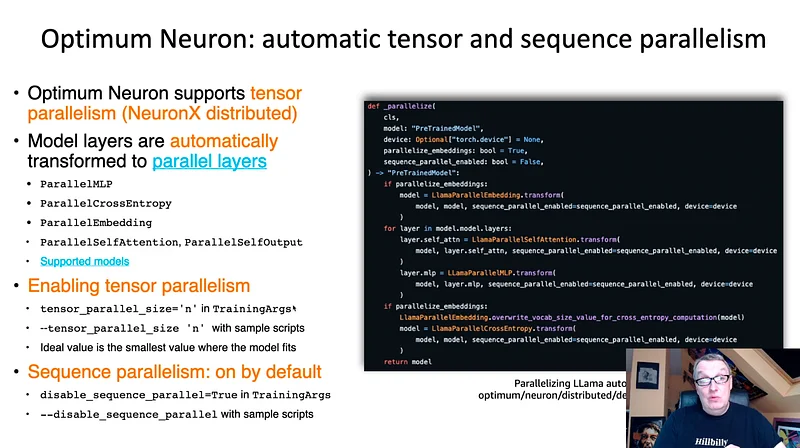 Optimum Neuron: automatic tensor and sequence parallelism
• Optimum Neuron supports tensor
parallelism (NeuronX distributed)
• Model layers are automatically
transformed to parallel layers
• ParallelMLP
• ParallelCrossEntropy
• ParallelEmbedding
• ParallelSelfAttention, ParallelSelfOutput
• Supported models
• Enabling tensor parallelism
• tensor_parallel_size='n' in TrainingArgs
• --tensor_parallel_size 'n' with sample scripts
• Ideal value is the smallest value where the model fits
• Sequence parallelism: on by default
• disable_sequence_parallel=True in TrainingArgs
• --disable_sequence_parallel with sample scripts
def _parallelize(
cls,
model: "PreTrainedModel",
device: Optional["torch.device"] = None,
parallelize_embeddings: bool = True,
sequence_parallel_enabled: bool = False,
) -> "PreTrainedModel":
if parallelize_embeddings:
model = LlamaParallelEmbedding.transform(
model, model, sequence_parallel_enabled=sequence_parallel_enabled, device=device
)
for layer in model.model.layers:
layer.self_attn = LlamaParallelSelfAttention.transform(
model, layer.self_attn, sequence_parallel_enabled=sequence_parallel_enabled, device=device
)
layer.mlp = LlamaParallelMLP.transform(
model, layer.mlp, sequence_parallel_enabled=sequence_parallel_enabled, device=device
)
if parallelize_embeddings:
LlamaParallelEmbedding.overwrite_vocab_size_value_for_cross_entropy_computation(model)
model = LlamaParallelCrossEntropy.transform(
model, model, sequence_parallel_enabled=sequence_parallel_enabled, device=device
)
return model
Parallelizing LLama
optimum/neuron/distributed/
Hillbilly